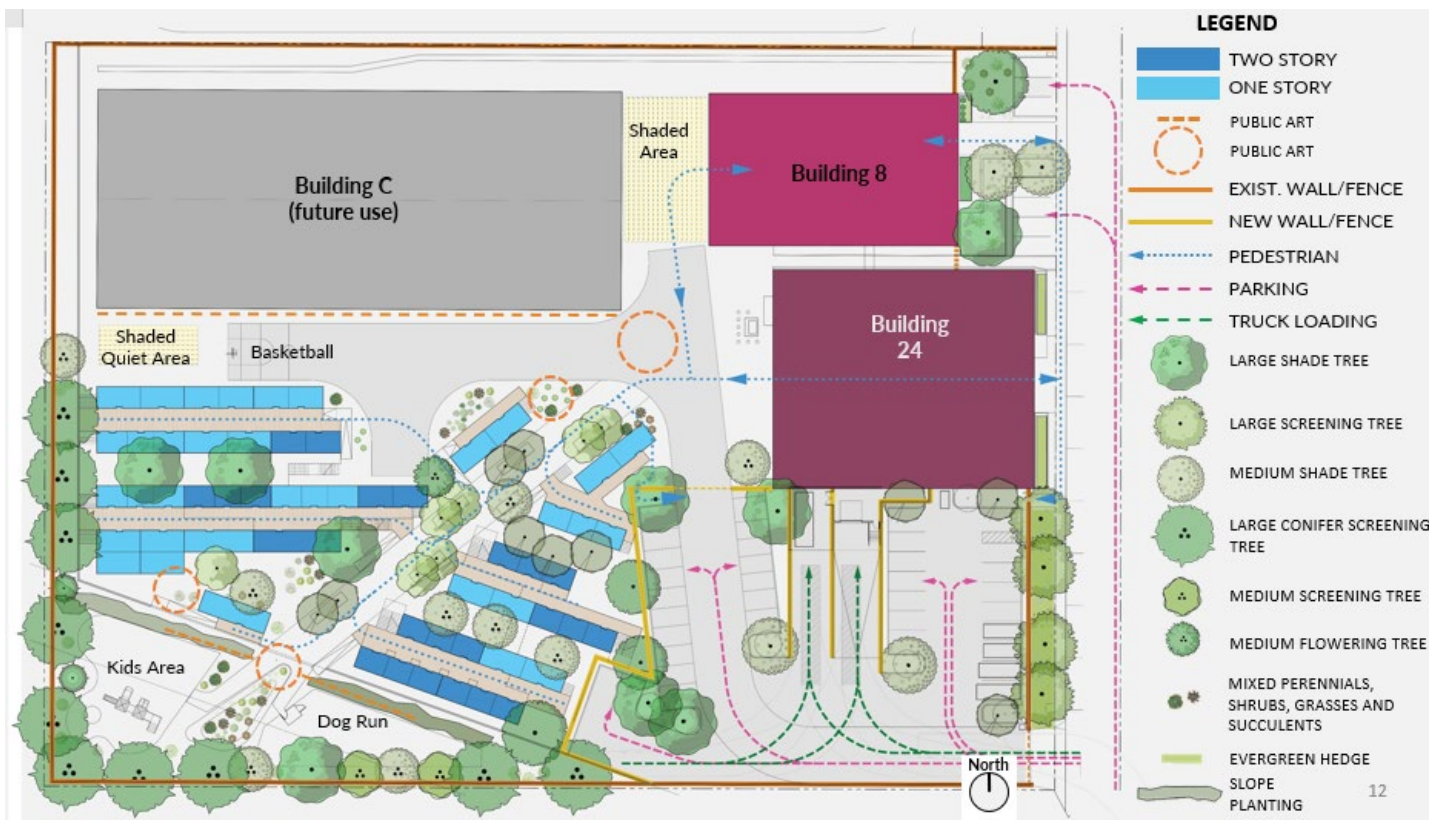 Building C
(future use)
Shaded
Area
Building 8
Building
24
Shaded
Quiet Area
Basketball
Kids Area
Dog Run
North
LEGEND
TWO STORY
ONE STORY
PUBLIC ART
PUBLIC ART
EXIST. WALL/FENCE
NEW WALL/FENCE
PEDESTRIAN
PARKING
TRUCK LOADING
LARGE SHADE TREE
LARGE SCREENING TREE
MEDIUM SHADE TREE
LARGE CONIFER SCREENING
TREE
MEDIUM SCREENING TREE
MEDIUM FLOWERING TREE
MIXED PERENNIALS,
SHRUBS, GRASSES AND
SUCCULENTS
EVERGREEN HEDGE
SLOPE
PLANTING
12